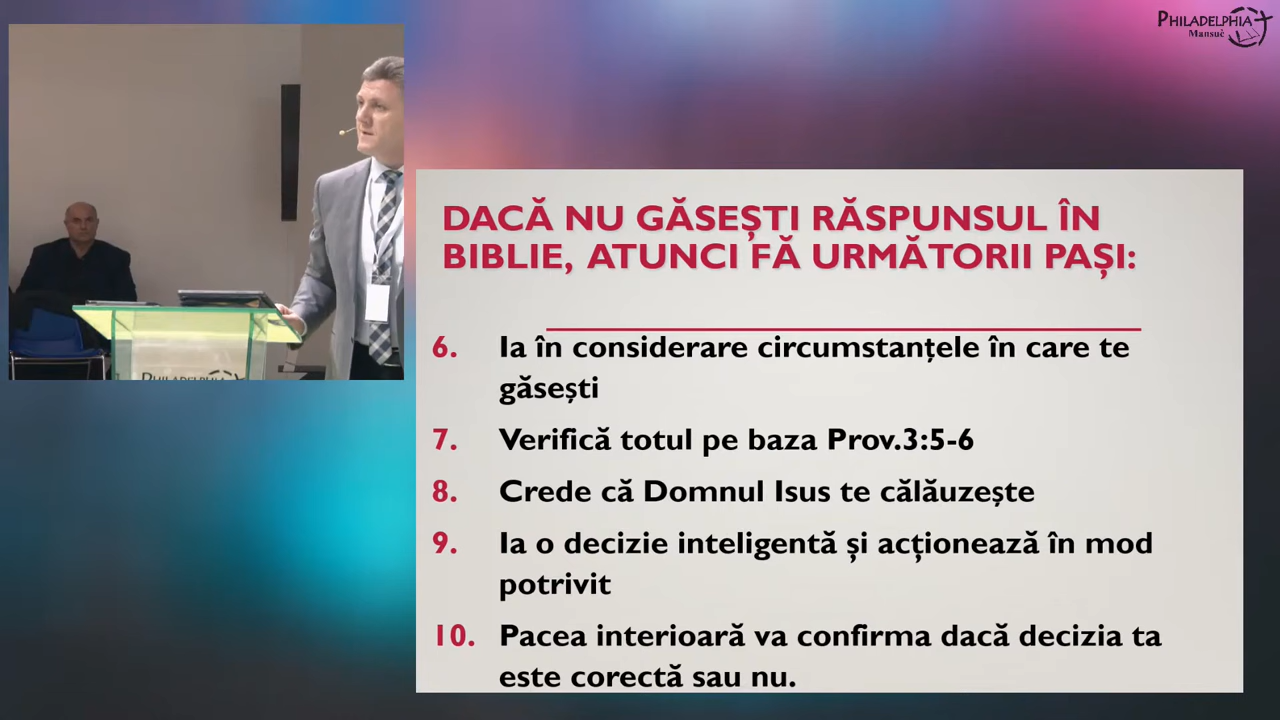 PHILADELPHIA
Mansuè
DACĂ NU GĂSEȘTI RĂSPUNSUL ÎN
BIBLIE, ATUNCI FĂ URMĂTORII PAȘI:
6. Ia în considerare circumstanțele în care te
găsești
7. Verifică totul pe baza Prov.3:5-6
8. Crede că Domnul Isus te călăuzește
9. Ia o decizie inteligentă și acționează în mod
potrivit
10. Pacea interioară va confirma dacă decizia ta
este corectă sau nu.
PHILADELPHIA